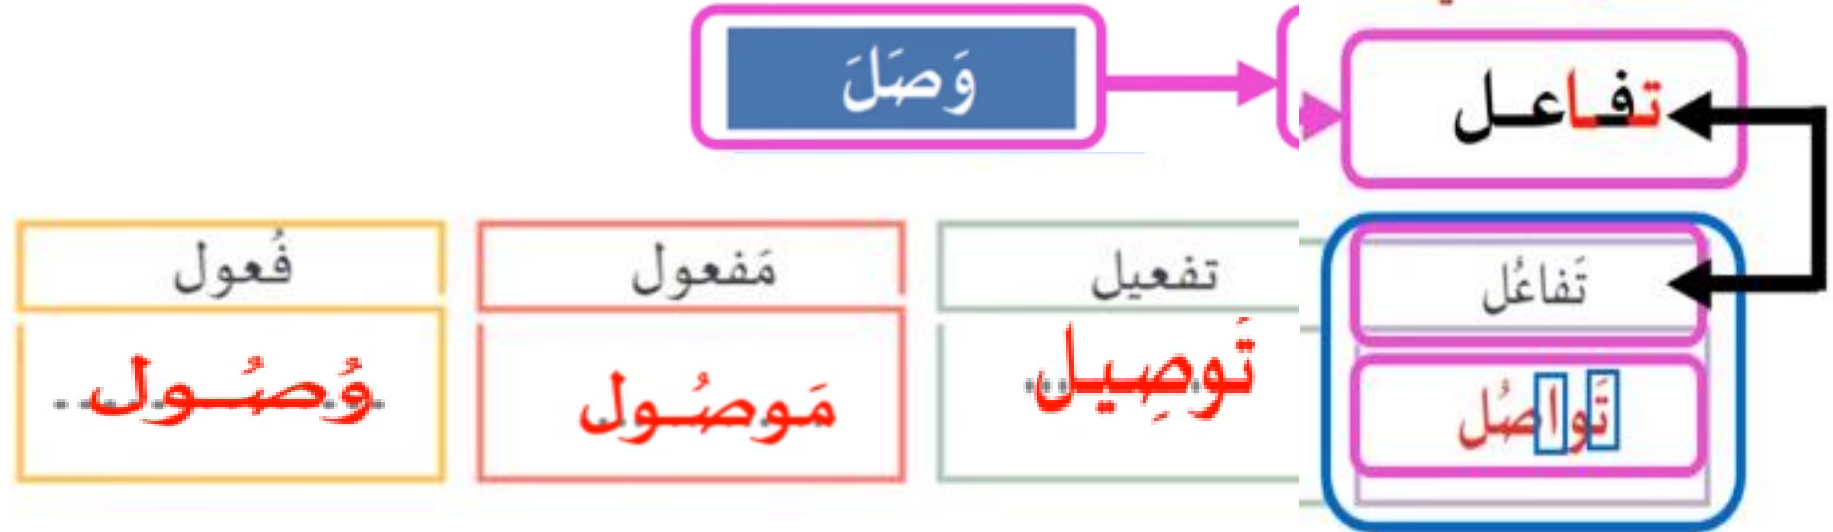 وَصَلَ
تفاعل
تَفاعُل
تفعيل
مَفعول
فُعول
تَواصُل
تَوصِيل
مَوصُول
وُصُول